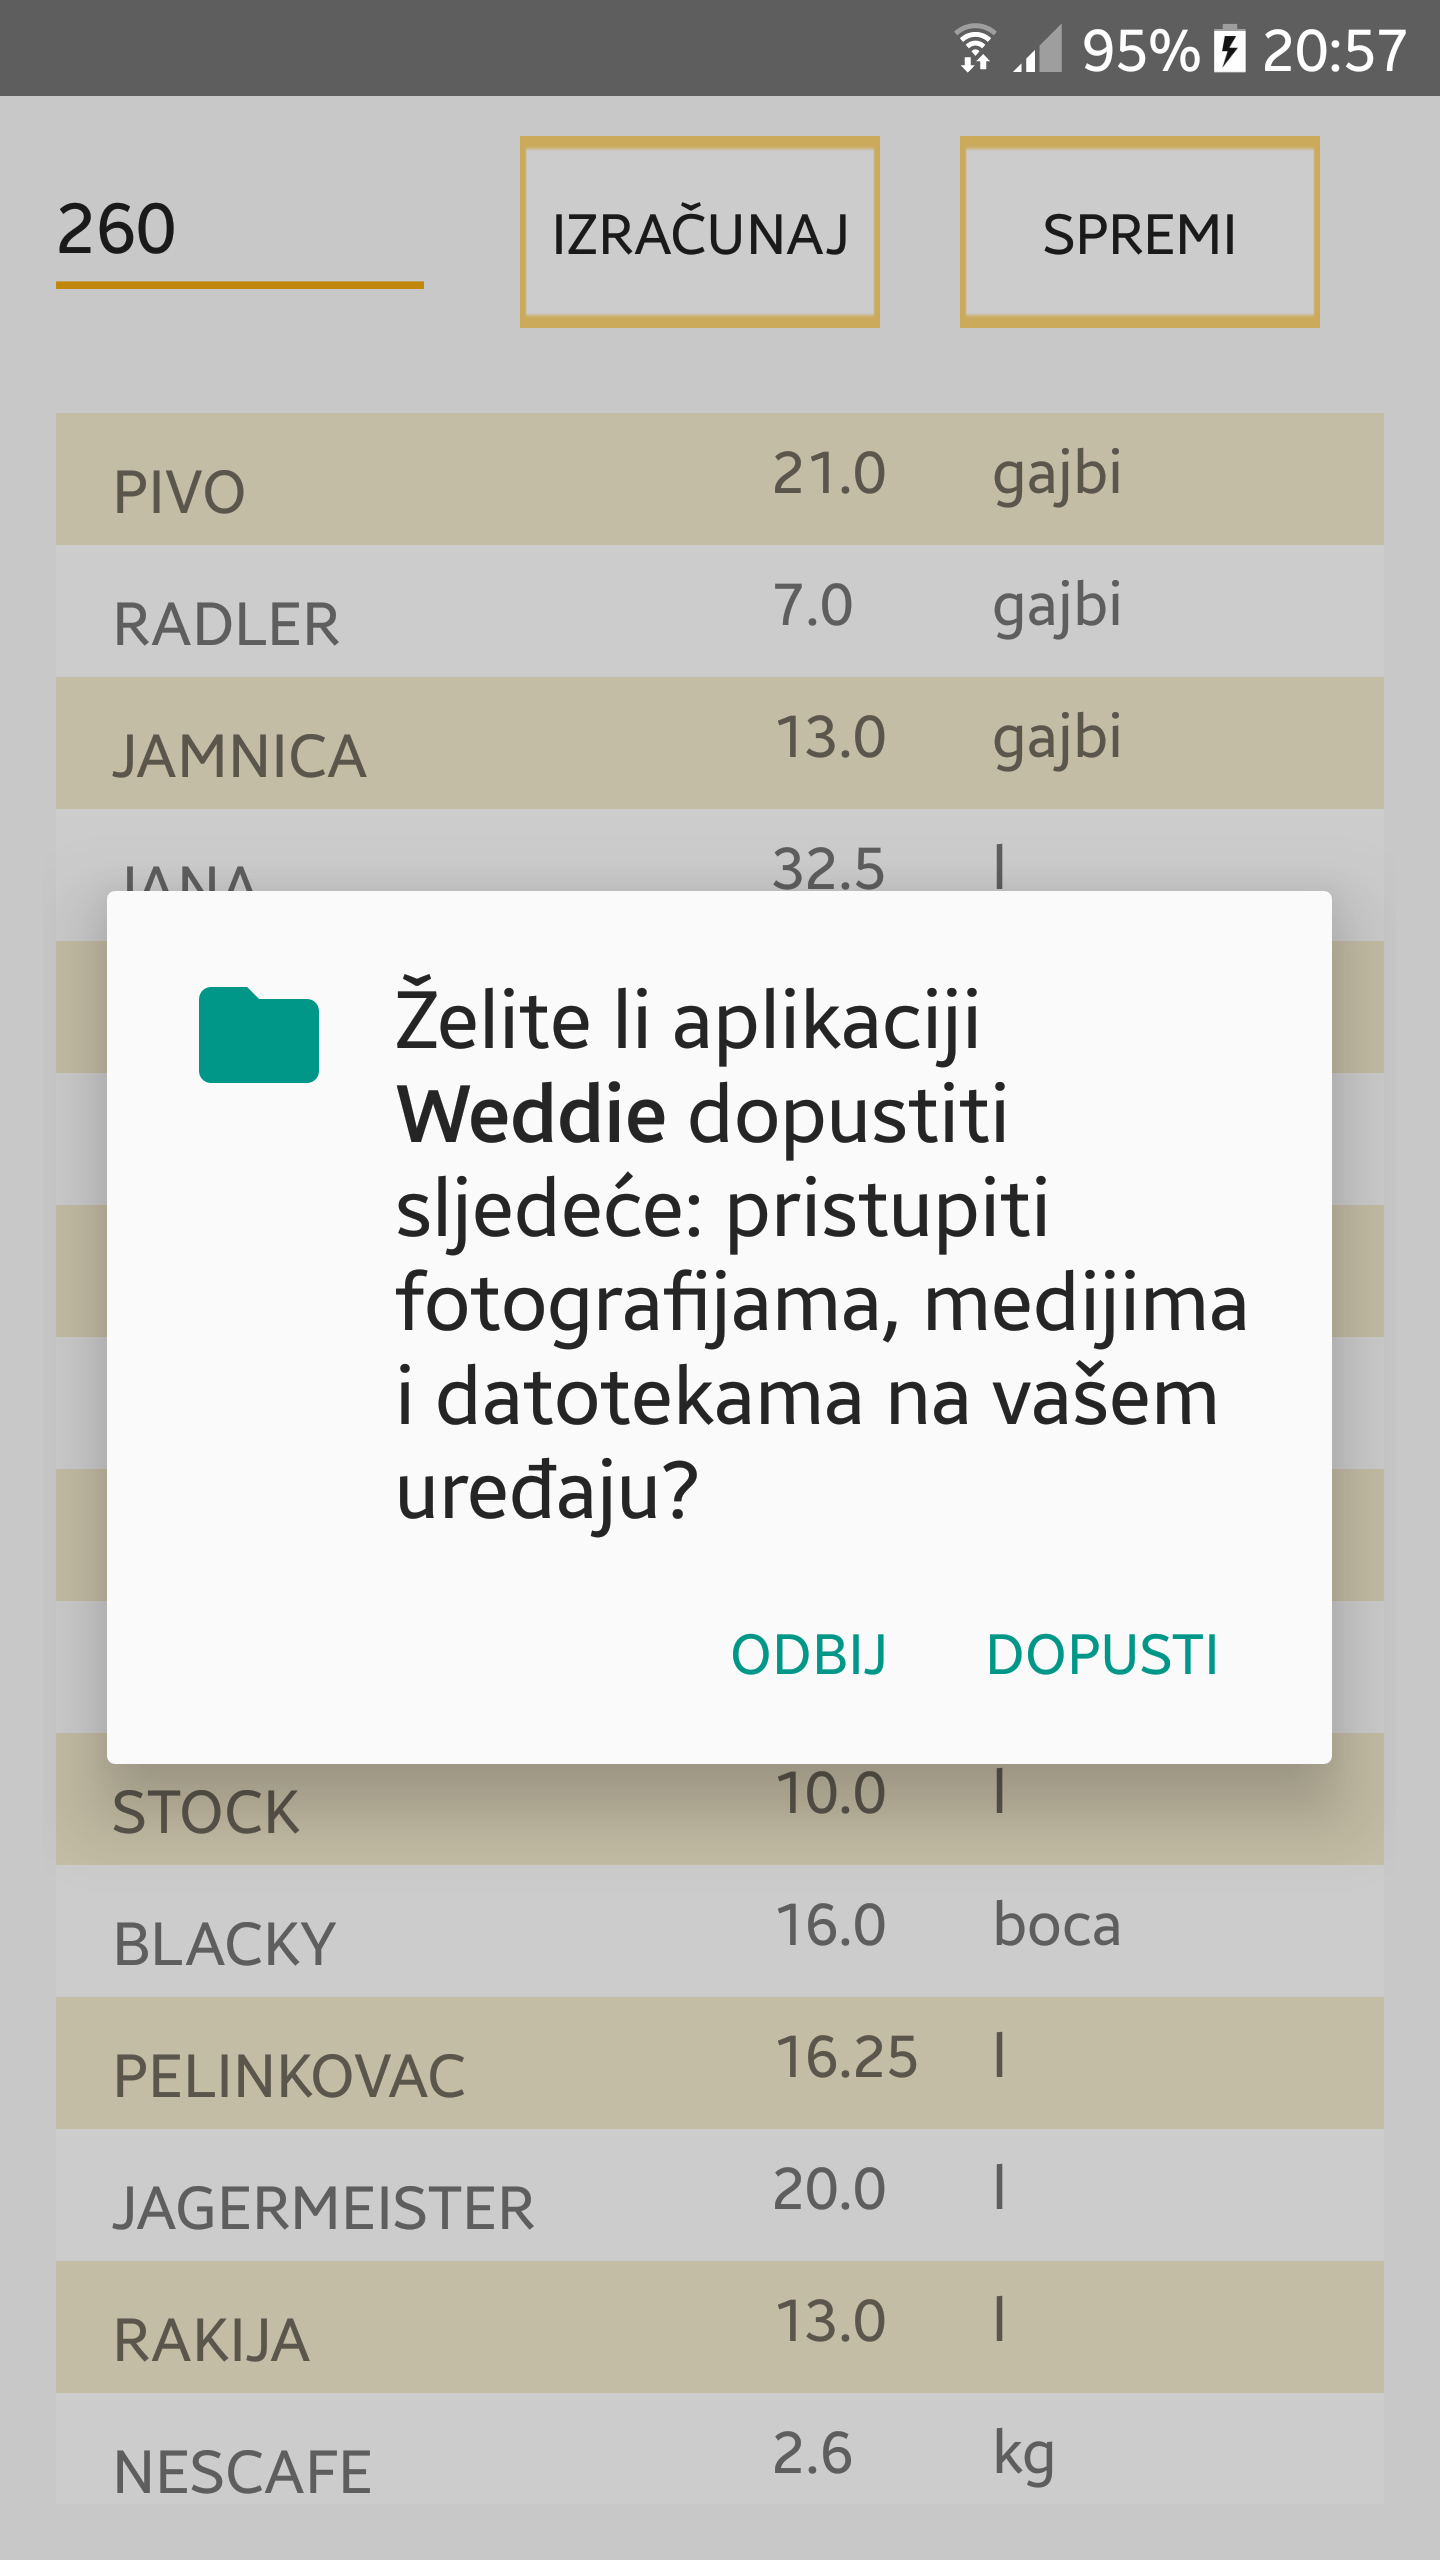 95% 20:57
260 IZRAČUNAJ SPREMI
PIVO 21.0 gajbi
RADLER 7.0 gajbi
JAMNICA 13.0 gajbi
JANA 32.5 l
Želite li aplikaciji
Weddie dopustiti
sljedeće: pristupiti
fotografijama, medijima
i datotekama na vašem
uređaju?
ODBIJ DOPUSTI
STOCK 10.0 l
BLACKY 16.0 boca
PELINKOVAC 16.25 l
JAGERMEISTER 20.0 l
RAKIJA 13.0 l
NESCAFE 2.6 kg